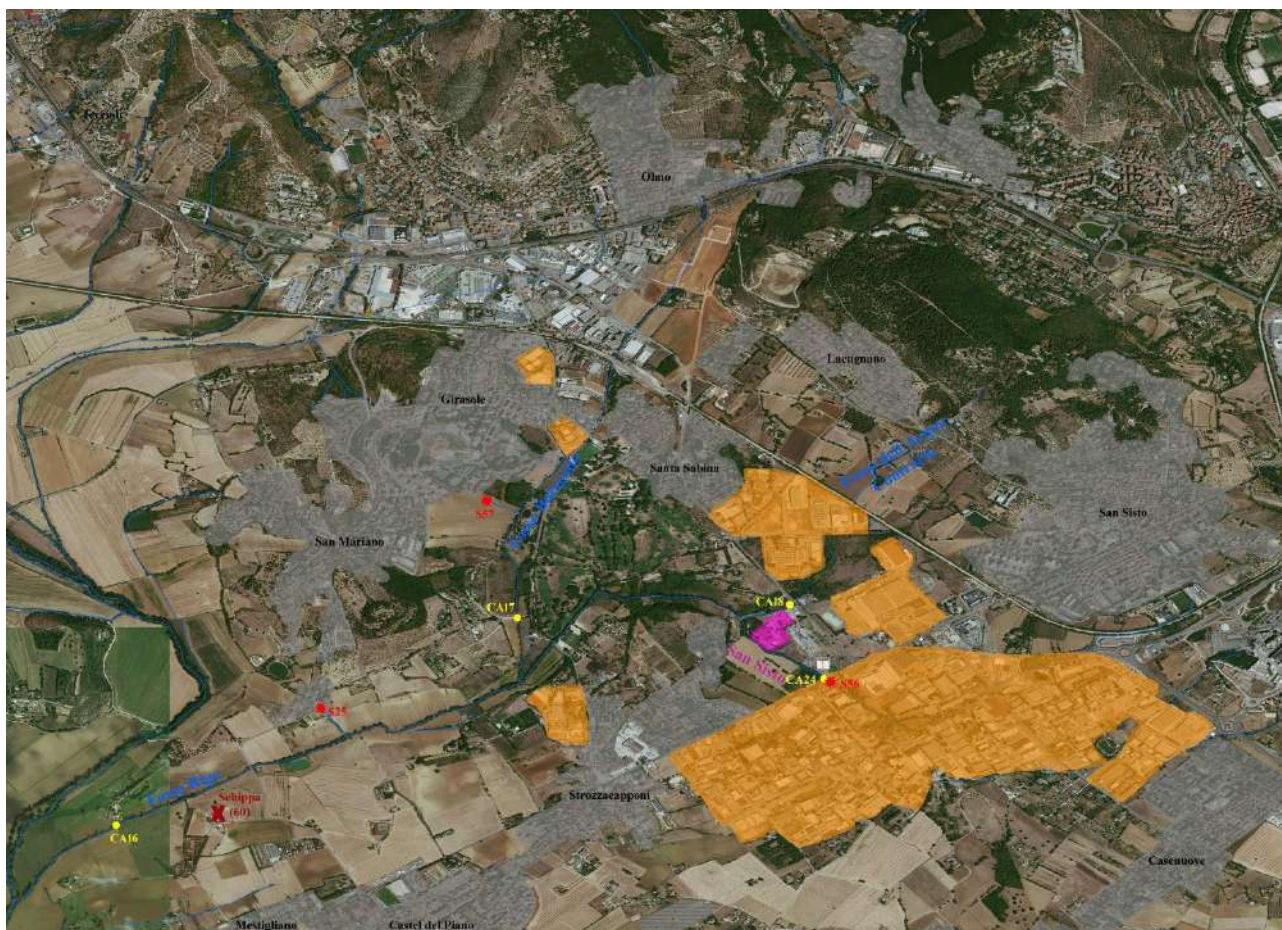 Olmo
Lacugnano
Girasole
Santa Sabina
San Sisto
S57
San Mariano
CA17
CA18
San Sisto
CA24
S56
S25
Strozzacapponi
Schippa
(60)
CA16
Casenuove
Mestigliano
Castel del Piano